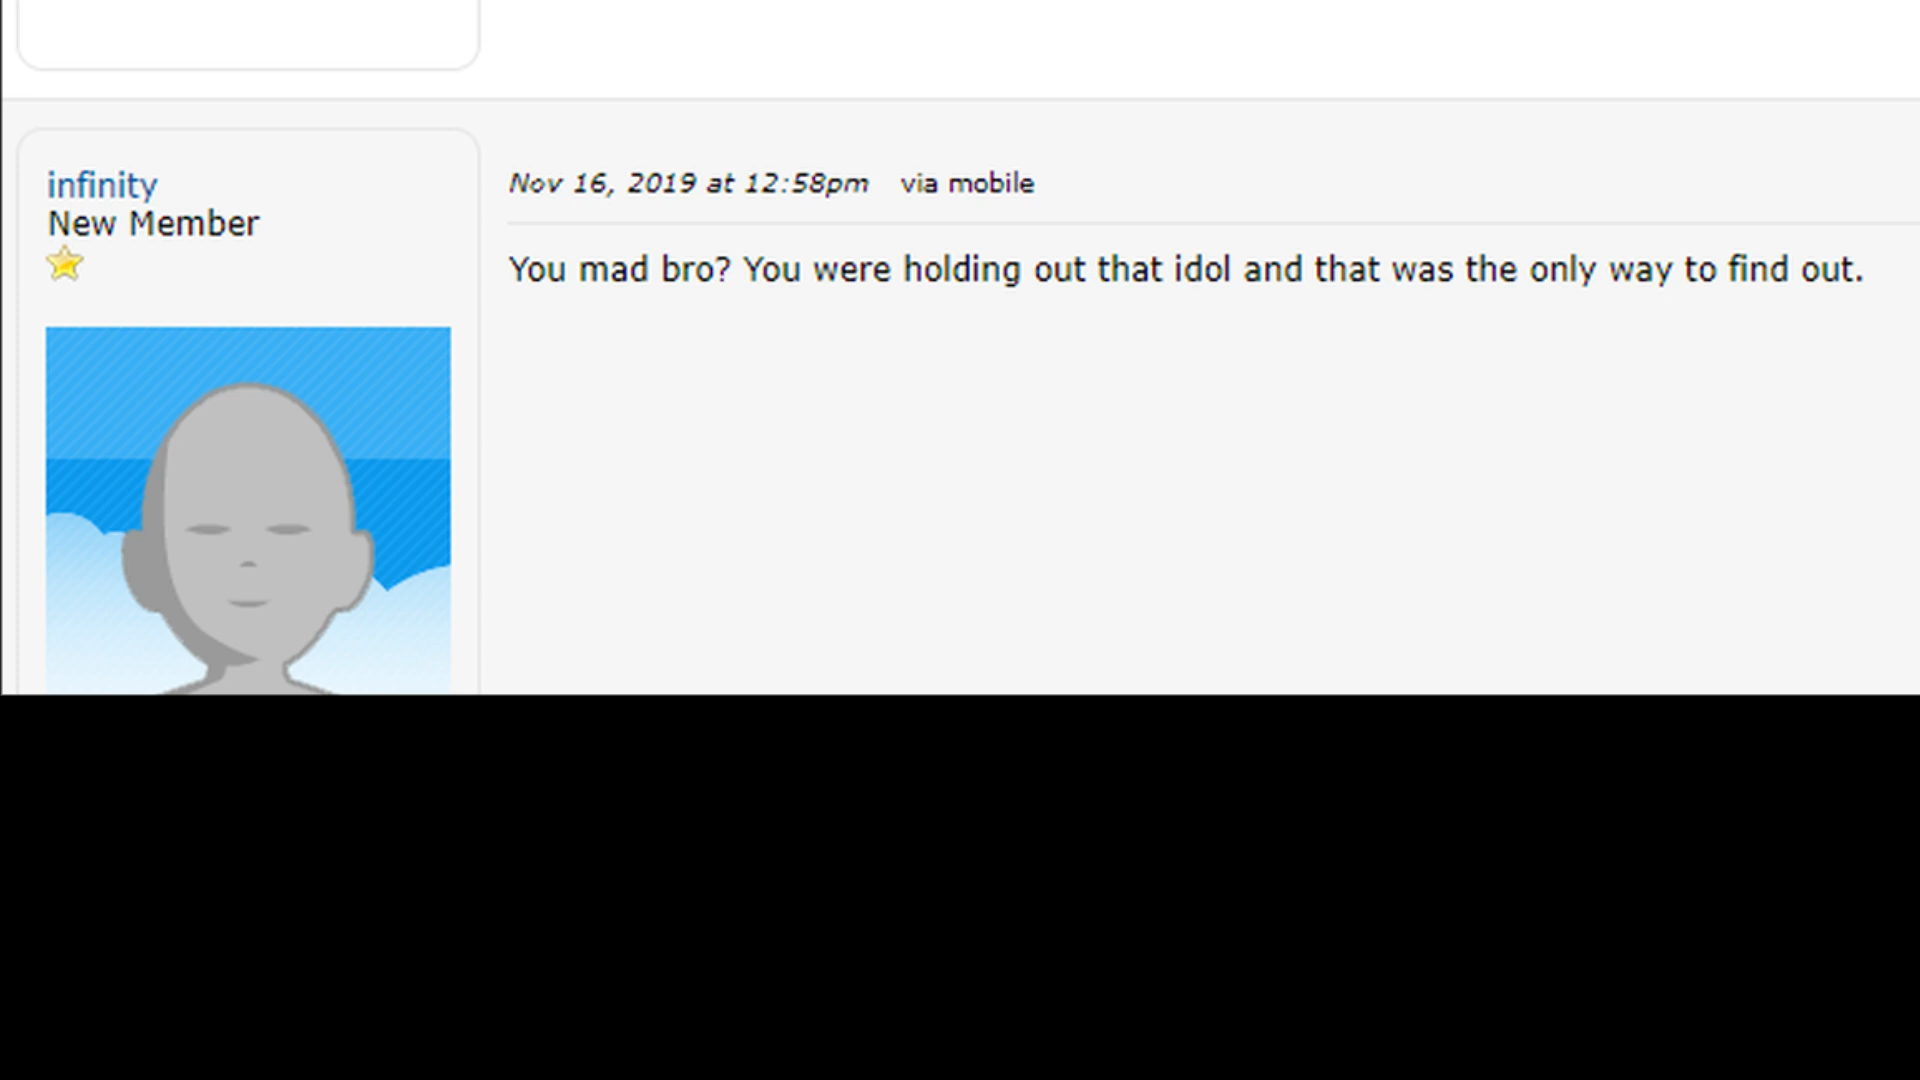 infinity
New Member
Nov 16, 2019 at 12:58pm via mobile
You mad bro? You were holding out that idol and that was the only way to find out.